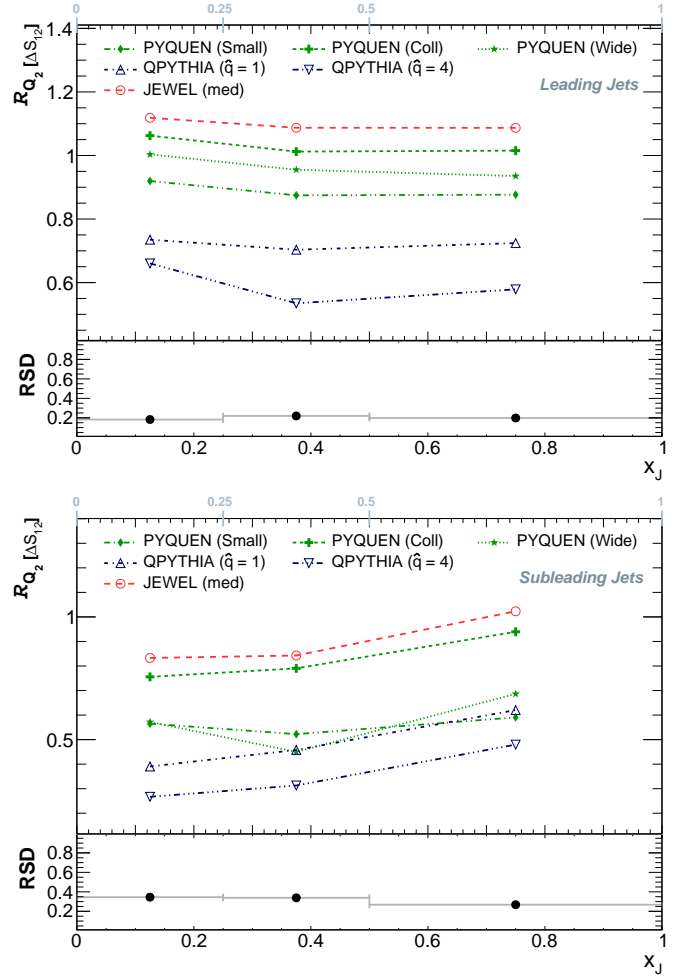 0 0.25 0.5 1
PYQUEN (Small) PYQUEN (Coll) PYQUEN (Wide)
QPYTHIA (q̂ = 1) QPYTHIA (q̂ = 4)
JEWEL (med)
Leading Jets
R_Q₂ [ΔS₁₂]
1.4
1.2
1
0.8
0.6
RSD
0.8
0.6
0.4
0.2
0 0.2 0.4 0.6 0.8 1
x_J
0 0.25 0.5 1
PYQUEN (Small) PYQUEN (Coll) PYQUEN (Wide)
QPYTHIA (q̂ = 1) QPYTHIA (q̂ = 4)
JEWEL (med)
Subleading Jets
R_Q₂ [ΔS₁₂]
1
0.5
RSD
0.8
0.6
0.4
0.2
0 0.2 0.4 0.6 0.8 1
x_J